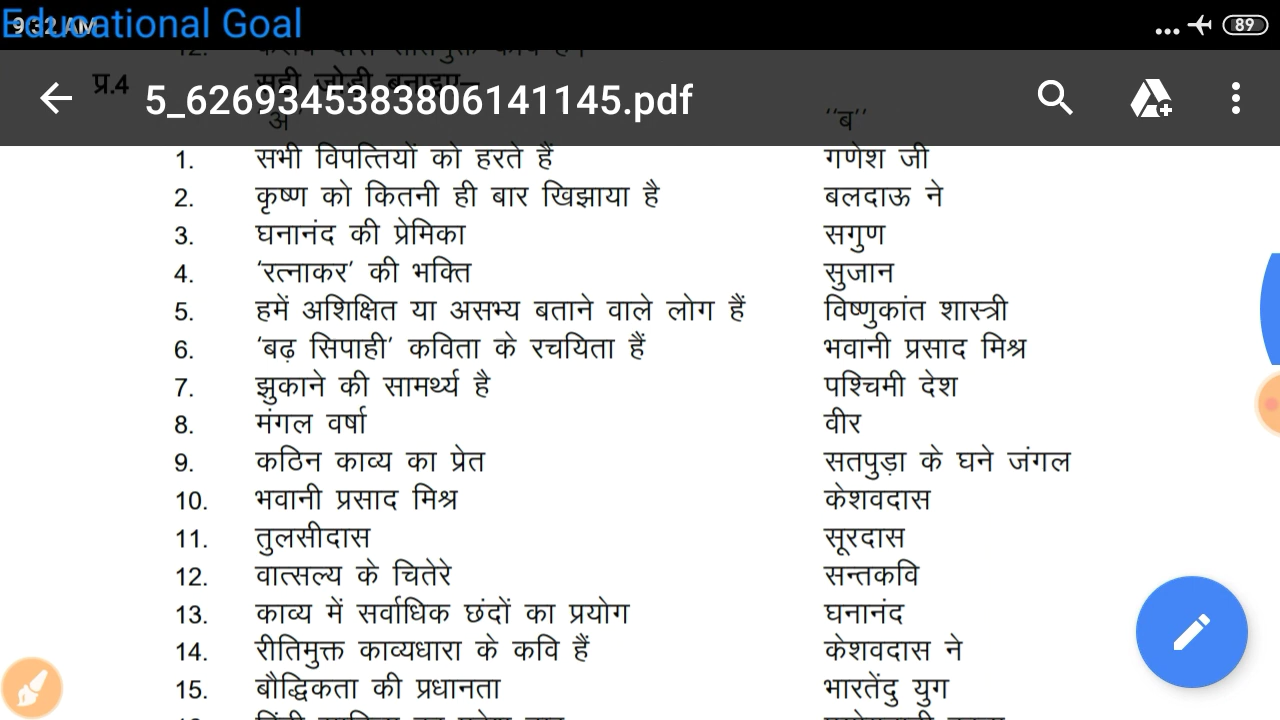 Educational Goal
9:32 AM
89
5_6269345383806141145.pdf
प्र.4 सही जोड़ी बनाइए–
अ ''ब''
1. सभी विपत्तियों को हरते हैं गणेश जी
2. कृष्ण को कितनी ही बार खिझाया है बलदाऊ ने
3. घनानंद की प्रेमिका सगुण
4. 'रत्नाकर' की भक्ति सुजान
5. हमें अशिक्षित या असभ्य बताने वाले लोग हैं विष्णुकांत शास्त्री
6. 'बढ़ सिपाही' कविता के रचयिता हैं भवानी प्रसाद मिश्र
7. झुकाने की सामर्थ्य है पश्चिमी देश
8. मंगल वर्षा वीर
9. कठिन काव्य का प्रेत सतपुड़ा के घने जंगल
10. भवानी प्रसाद मिश्र केशवदास
11. तुलसीदास सूरदास
12. वात्सल्य के चितेरे सन्तकवि
13. काव्य में सर्वाधिक छंदों का प्रयोग घनानंद
14. रीतिमुक्त काव्यधारा के कवि हैं केशवदास ने
15. बौद्धिकता की प्रधानता भारतेंदु युग